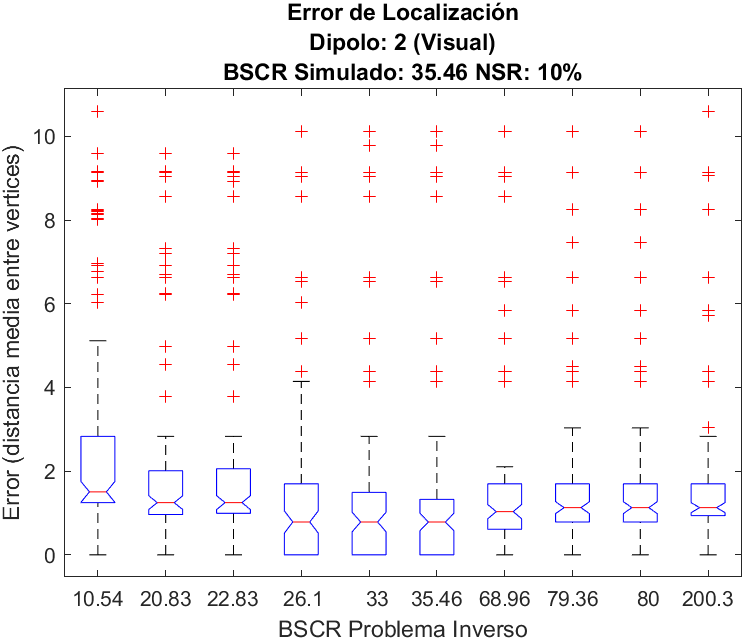 Error de Localización
Dipolo: 2 (Visual)
BSCR Simulado: 35.46 NSR: 10%
Error (distancia media entre vertices)
10
8
6
4
2
0
10.54 20.83 22.83 26.1 33 35.46 68.96 79.36 80 200.3
BSCR Problema Inverso